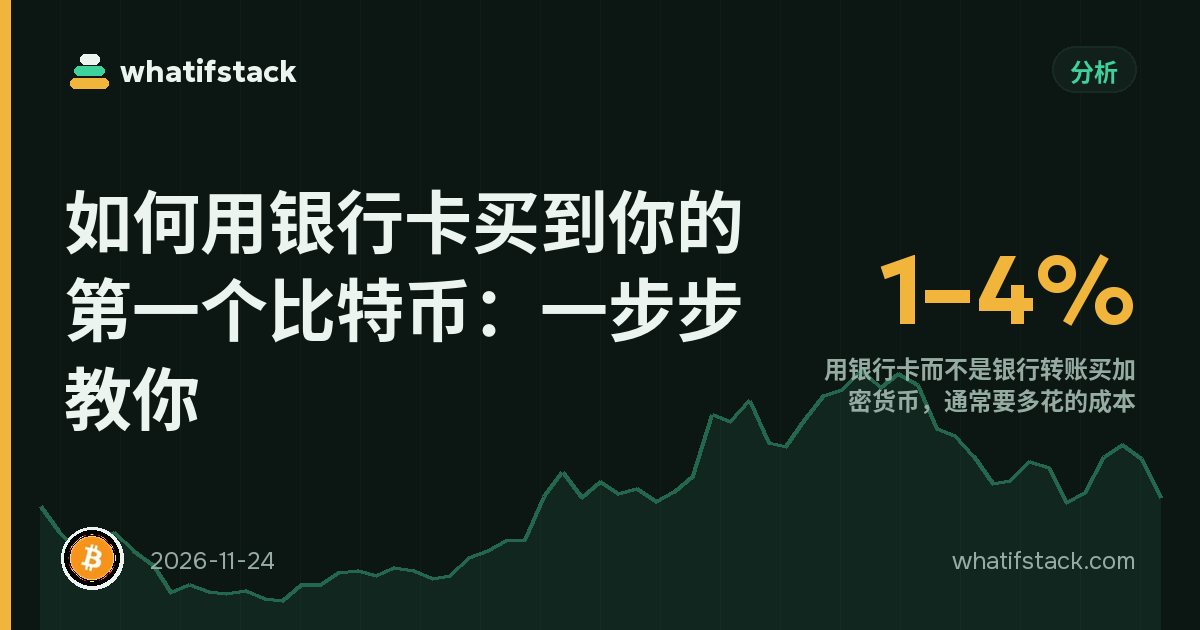 whatifstack
分析
如何用银行卡买到你的
第一个比特币：一步步
教你
1–4%
用银行卡而不是银行转账买加
密货币，通常要多花的成本
2026-11-24
whatifstack.com